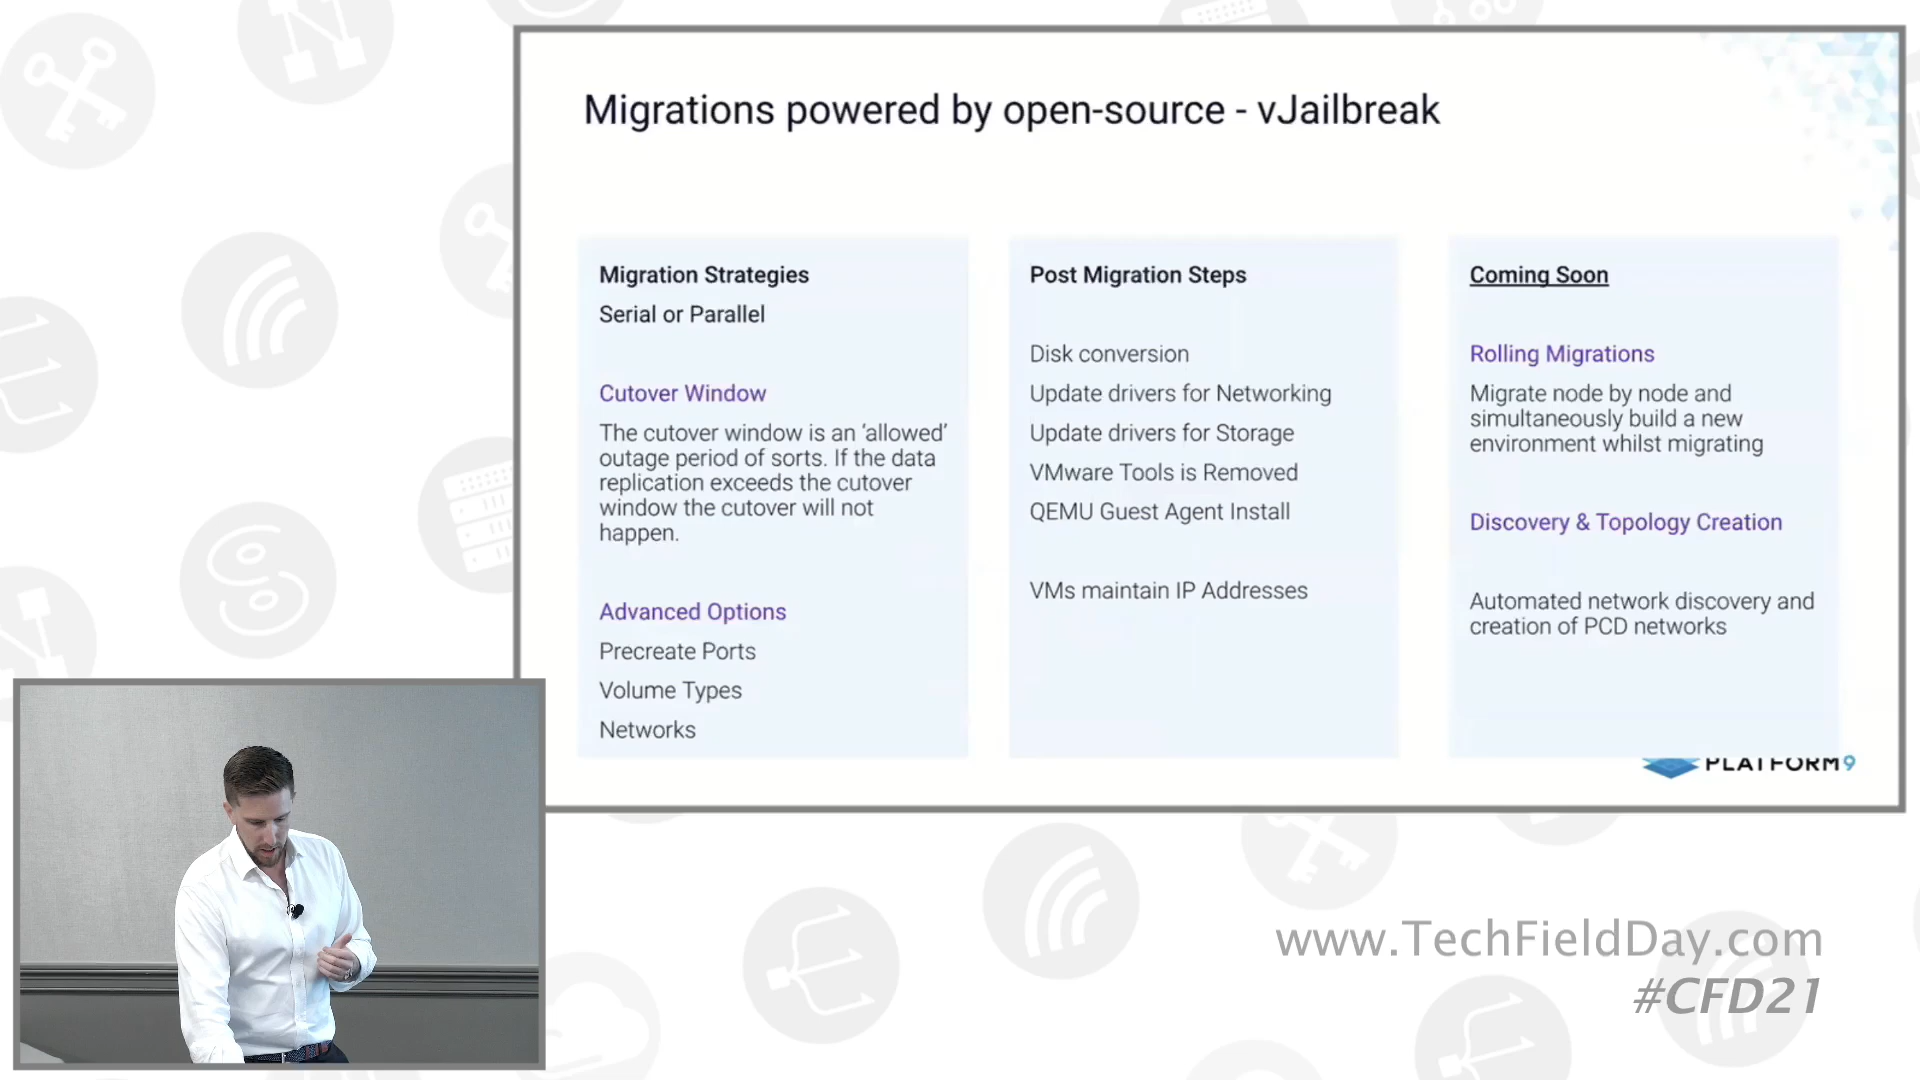 Migrations powered by open-source - vJailbreak
Migration Strategies
Serial or Parallel
Cutover Window
The cutover window is an ‘allowed’
outage period of sorts. If the data
replication exceeds the cutover
window the cutover will not
happen.
Advanced Options
Precreate Ports
Volume Types
Networks
Post Migration Steps
Disk conversion
Update drivers for Networking
Update drivers for Storage
VMware Tools is Removed
QEMU Guest Agent Install
VMs maintain IP Addresses
Coming Soon
Rolling Migrations
Migrate node by node and
simultaneously build a new
environment whilst migrating
Discovery & Topology Creation
Automated network discovery and
creation of PCD networks
PLATFORM9
www.TechFieldDay.com
#CFD21